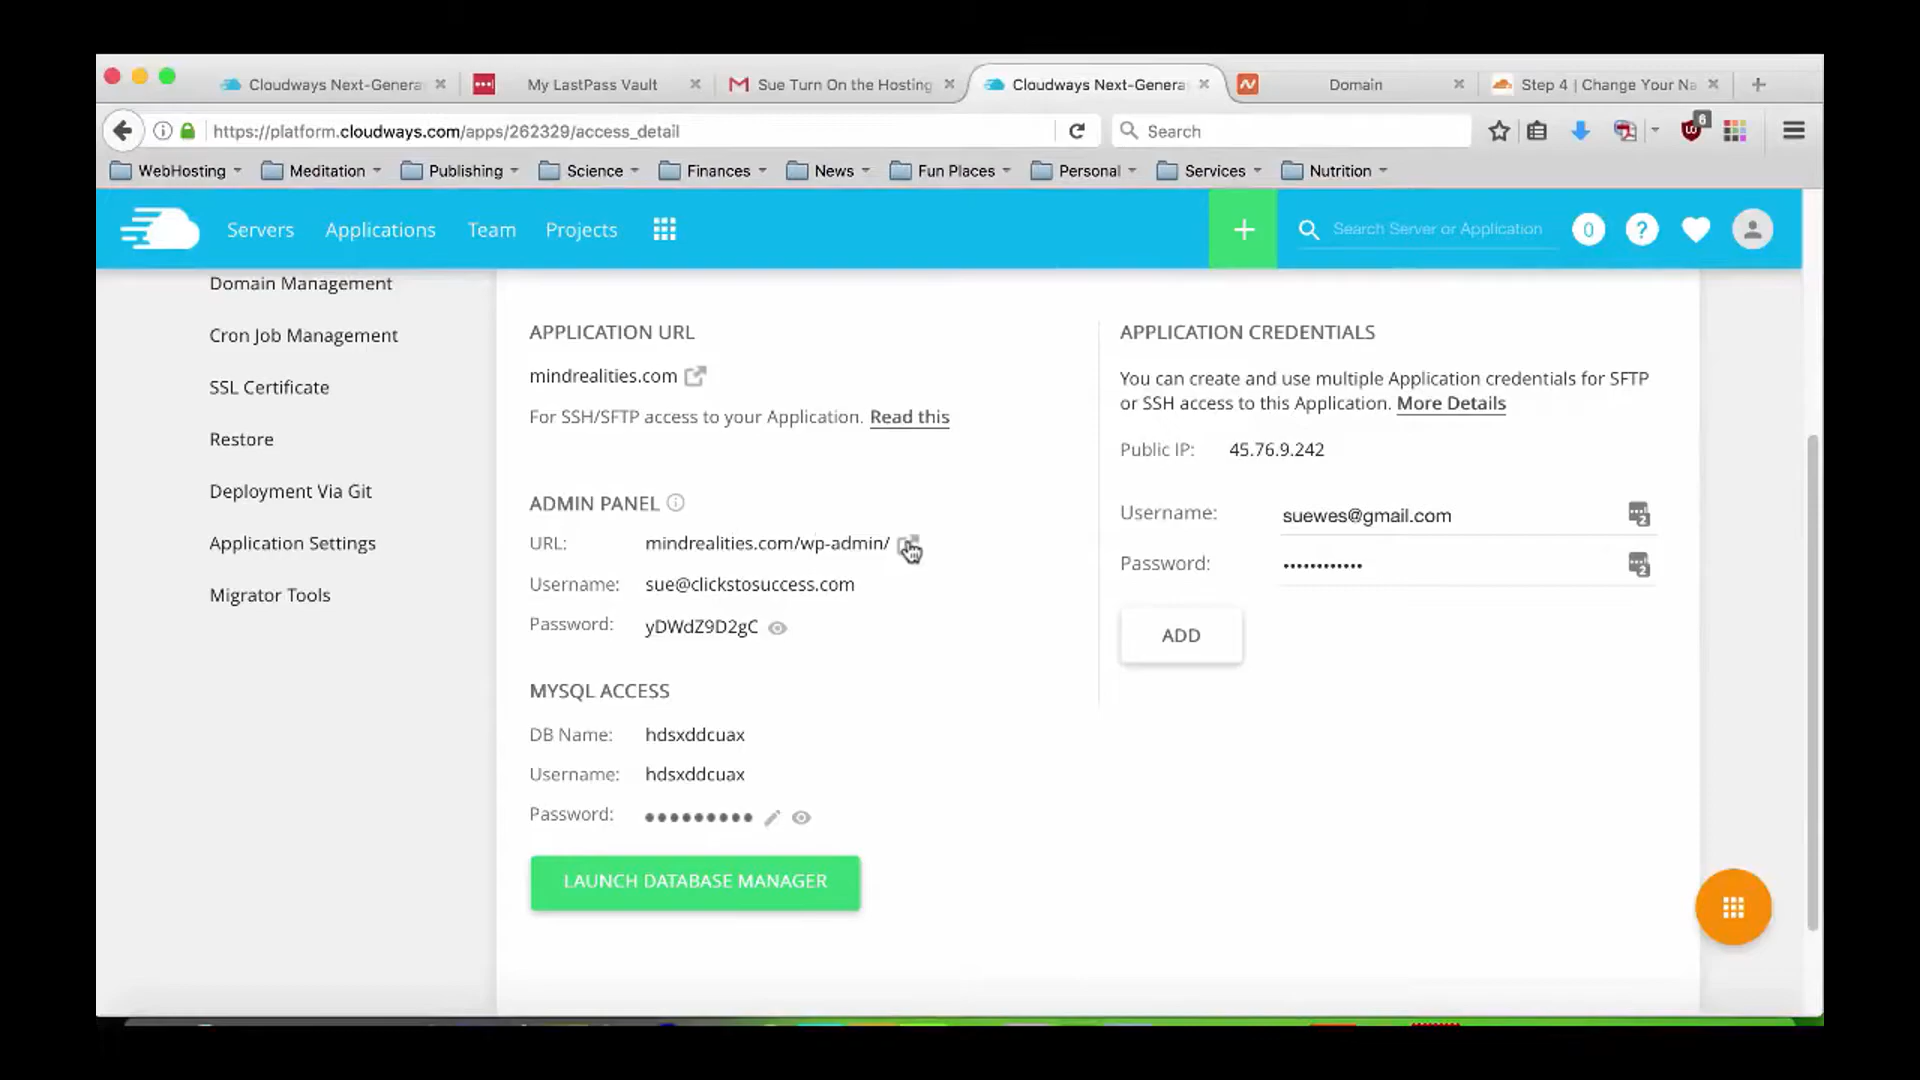 Cloudways Next-Genera
My LastPass Vault
Sue Turn On the Hosting
Cloudways Next-Genera
Domain
Step 4 | Change Your Na
https://platform.cloudways.com/apps/262329/access_detail
Search
6
WebHosting
Meditation
Publishing
Science
Finances
News
Fun Places
Personal
Services
Nutrition
Servers
Applications
Team
Projects
+
Search Server or Application
0
?
Domain Management
Cron Job Management
SSL Certificate
Restore
Deployment Via Git
Application Settings
Migrator Tools
APPLICATION URL
mindrealities.com
For SSH/SFTP access to your Application. Read this
ADMIN PANEL
URL: mindrealities.com/wp-admin/
Username: sue@clickstosuccess.com
Password: yDWdZ9D2gC
MYSQL ACCESS
DB Name: hdsxddcuax
Username: hdsxddcuax
Password: •••••••••
LAUNCH DATABASE MANAGER
APPLICATION CREDENTIALS
You can create and use multiple Application credentials for SFTP
or SSH access to this Application. More Details
Public IP: 45.76.9.242
Username: suewes@gmail.com
Password: ••••••••••••
ADD